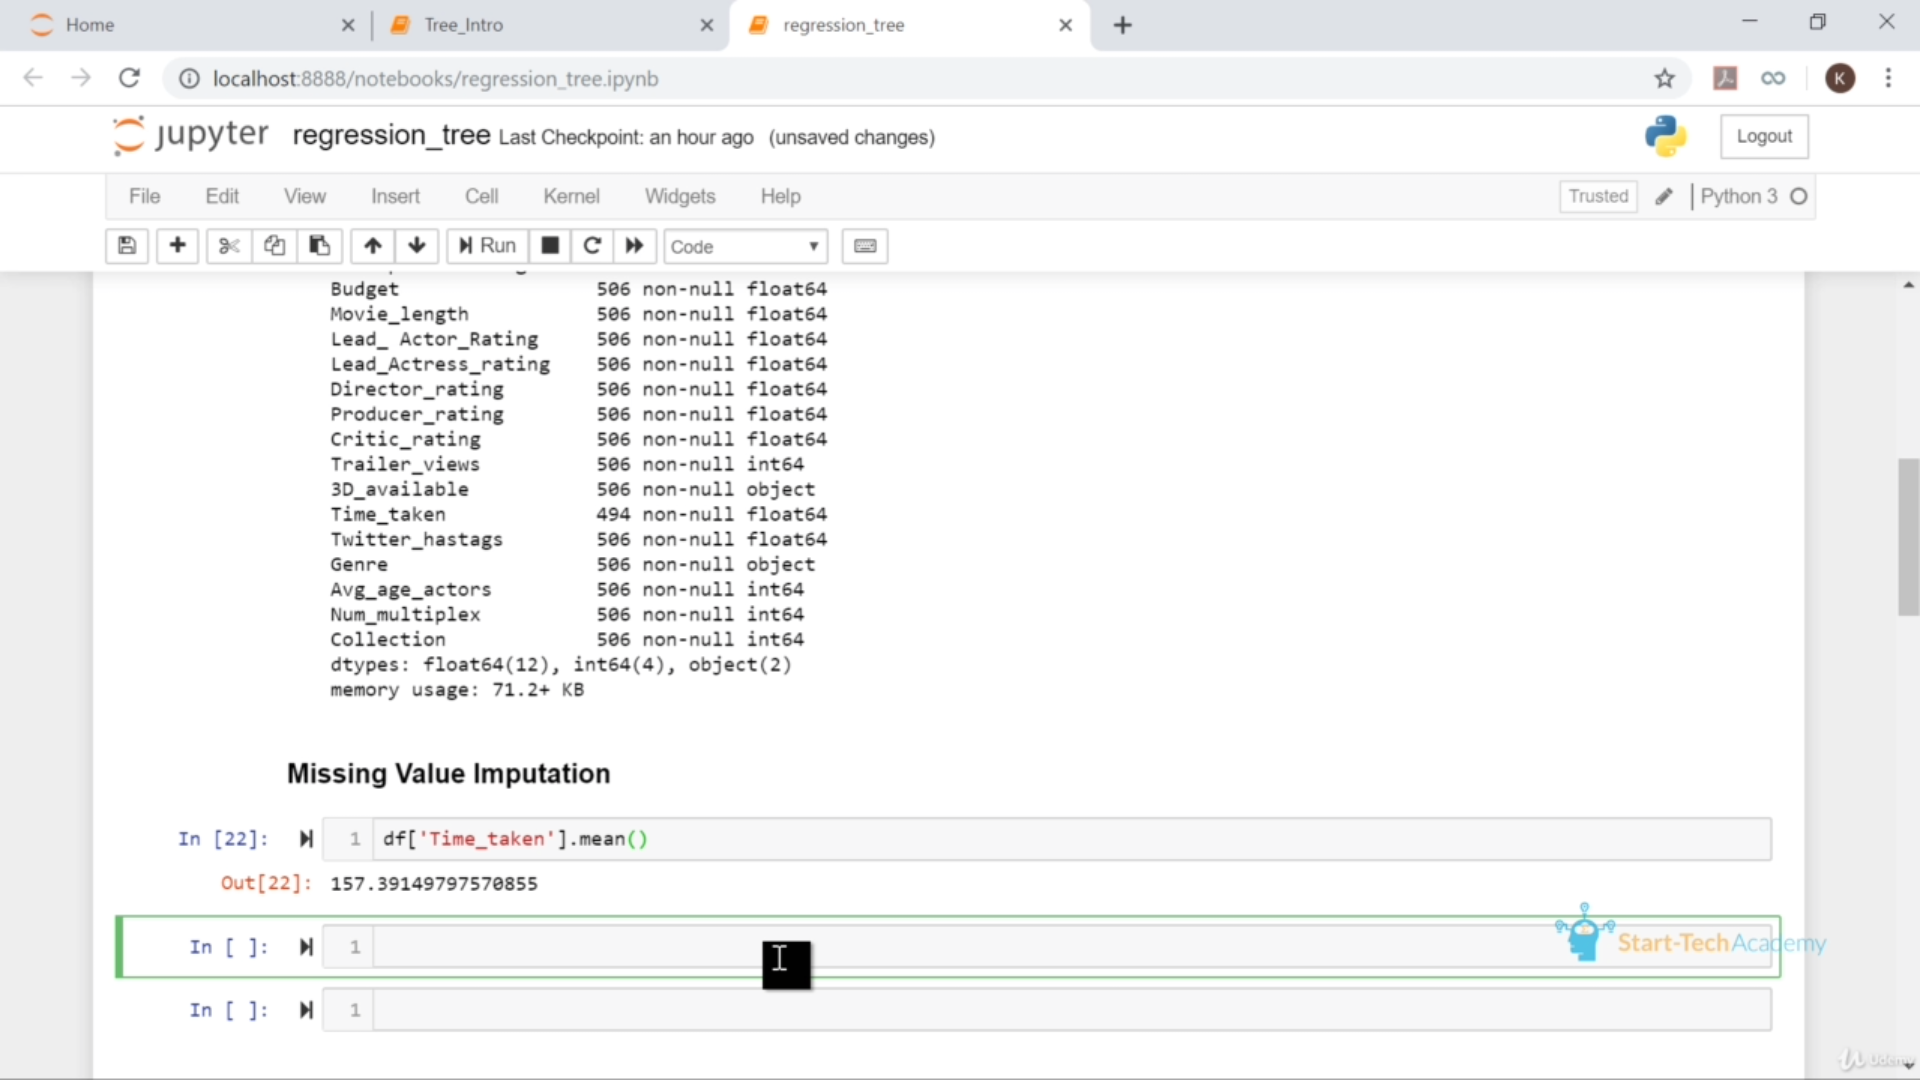 Home
Tree_Intro
regression_tree
localhost:8888/notebooks/regression_tree.ipynb
K
jupyter regression_tree Last Checkpoint: an hour ago (unsaved changes)
Logout
File Edit View Insert Cell Kernel Widgets Help
Trusted Python 3
Run Code
Budget 506 non-null float64
Movie_length 506 non-null float64
Lead_ Actor_Rating 506 non-null float64
Lead_Actress_rating 506 non-null float64
Director_rating 506 non-null float64
Producer_rating 506 non-null float64
Critic_rating 506 non-null float64
Trailer_views 506 non-null int64
3D_available 506 non-null object
Time_taken 494 non-null float64
Twitter_hastags 506 non-null float64
Genre 506 non-null object
Avg_age_actors 506 non-null int64
Num_multiplex 506 non-null int64
Collection 506 non-null int64
dtypes: float64(12), int64(4), object(2)
memory usage: 71.2+ KB
Missing Value Imputation
In [22]: 1 df['Time_taken'].mean()
Out[22]: 157.39149797570855
In [ ]: 1
Start-TechAcademy
In [ ]: 1
Udemy